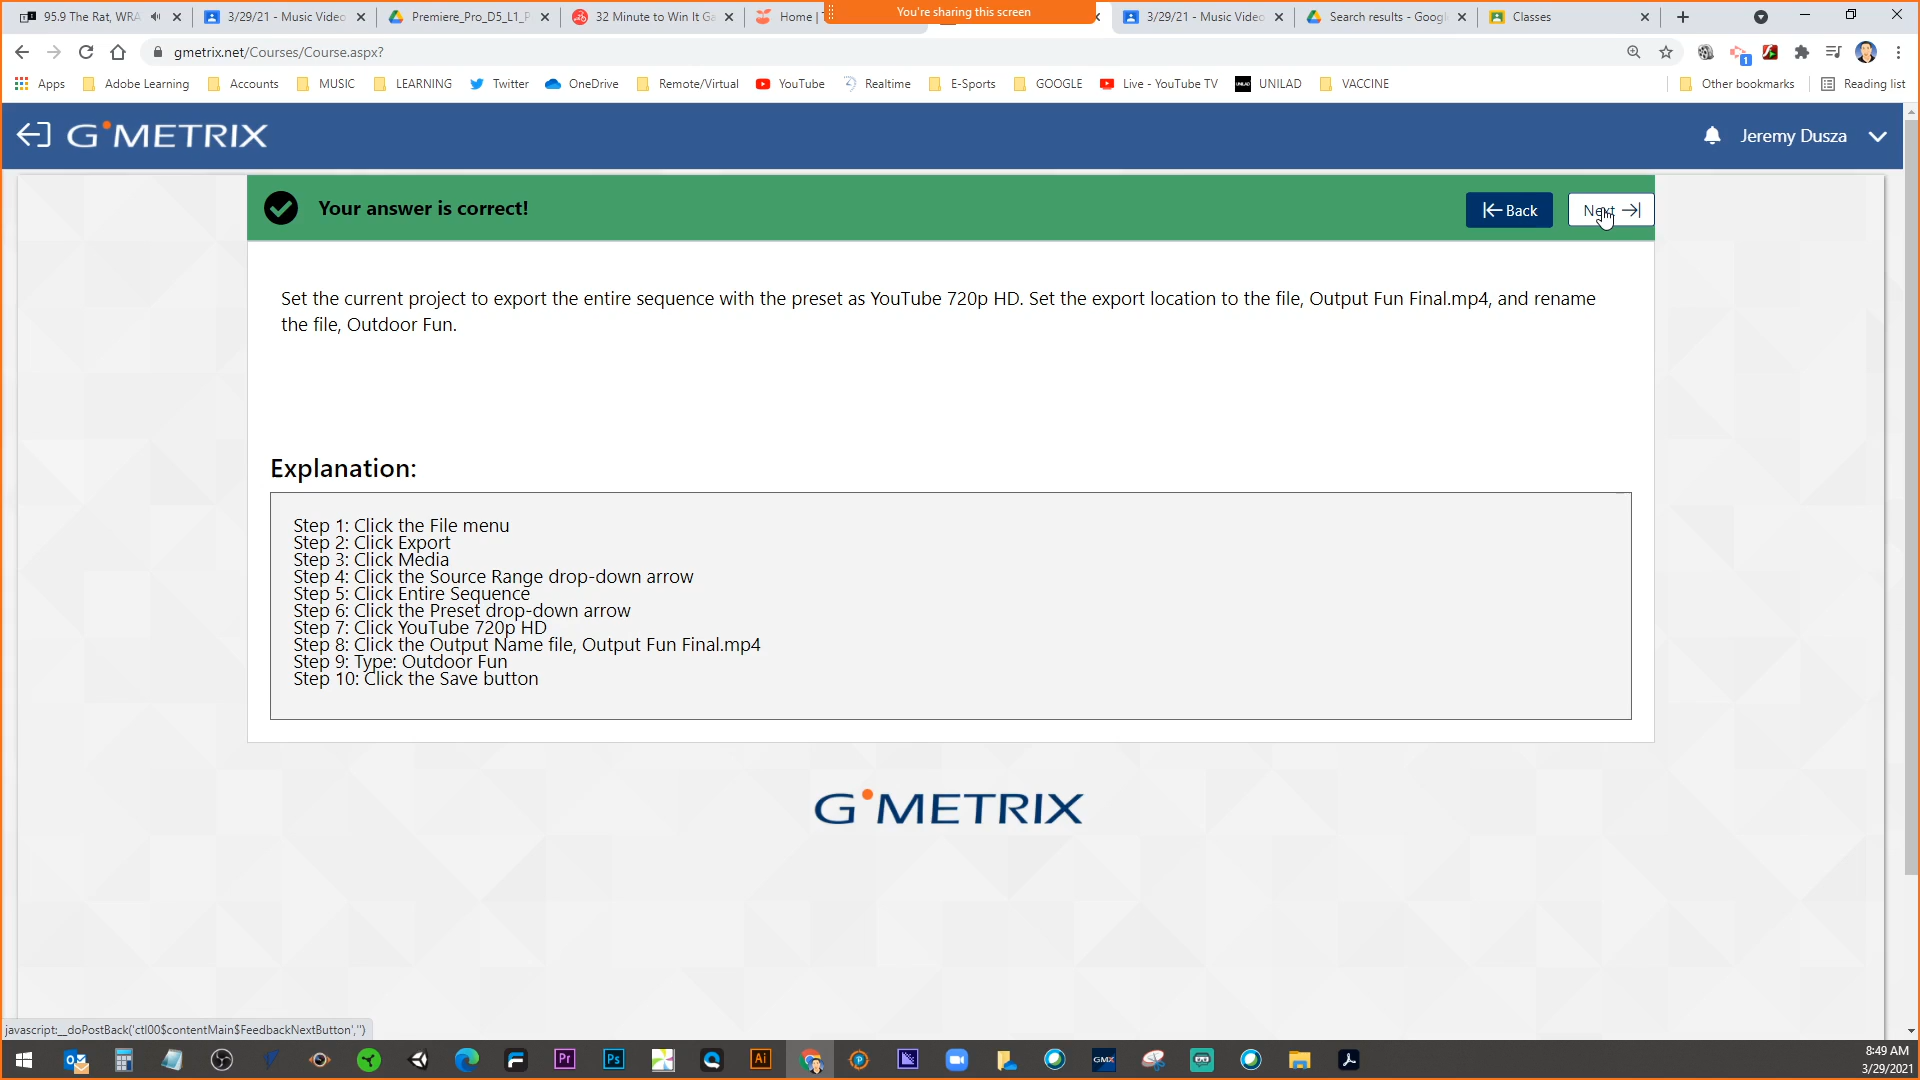 95.9 The Rat, WRA
3/29/21 - Music Video
Premiere_Pro_D5_L1_P
32 Minute to Win It Ga
Home |
You're sharing this screen
3/29/21 - Music Video
Search results - Googl
Classes
gmetrix.net/Courses/Course.aspx?
Apps
Adobe Learning
Accounts
MUSIC
LEARNING
Twitter
OneDrive
Remote/Virtual
YouTube
Realtime
E-Sports
GOOGLE
Live - YouTube TV
UNILAD
VACCINE
Other bookmarks
Reading list
GMETRIX
Jeremy Dusza
Your answer is correct!
Back
Next
Set the current project to export the entire sequence with the preset as YouTube 720p HD. Set the export location to the file, Output Fun Final.mp4, and rename
the file, Outdoor Fun.
Explanation:
Step 1: Click the File menu
Step 2: Click Export
Step 3: Click Media
Step 4: Click the Source Range drop-down arrow
Step 5: Click Entire Sequence
Step 6: Click the Preset drop-down arrow
Step 7: Click YouTube 720p HD
Step 8: Click the Output Name file, Output Fun Final.mp4
Step 9: Type: Outdoor Fun
Step 10: Click the Save button
GMETRIX
javascript:__doPostBack('ctl00$contentMain$FeedbackNextButton','')
Pr
Ps
Ai
GMX
8:49 AM
3/29/2021